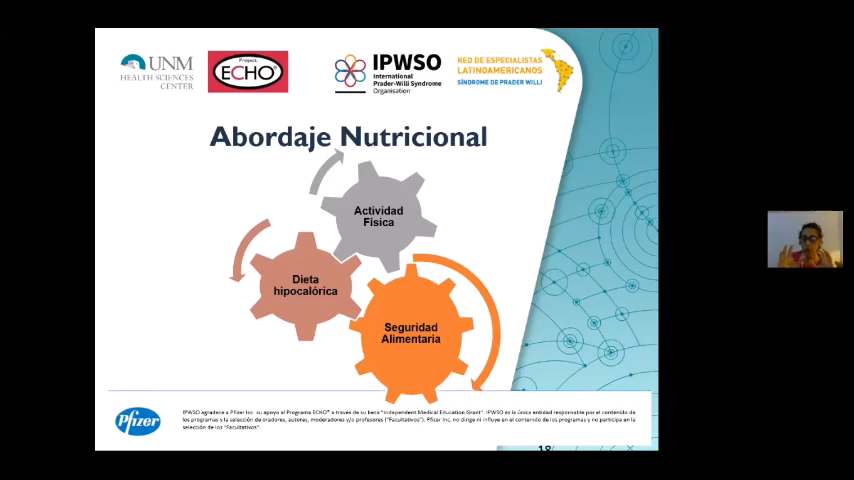 UNM
HEALTH SCIENCES
CENTER
Project
ECHO®
IPWSO
International
Prader-Willi Syndrome
Organisation
RED DE ESPECIALISTAS
LATINOAMERICANOS
SÍNDROME DE PRADER WILLI
Abordaje Nutricional
Actividad
Física
Dieta
hipocalórica
Seguridad
Alimentaria
Pfizer
IPWSO agradece a Pfizer Inc. su apoyo al Programa ECHO® a través de su beca "Independent Medical Education Grant". IPWSO es la única entidad responsable por el contenido de
los programas y la selección de oradores, autores, moderadores y/o profesores ("Facultativos"). Pfizer Inc. no dirige ni influye en el contenido de los programas y no participa en la
selección de los "Facultativos".
18